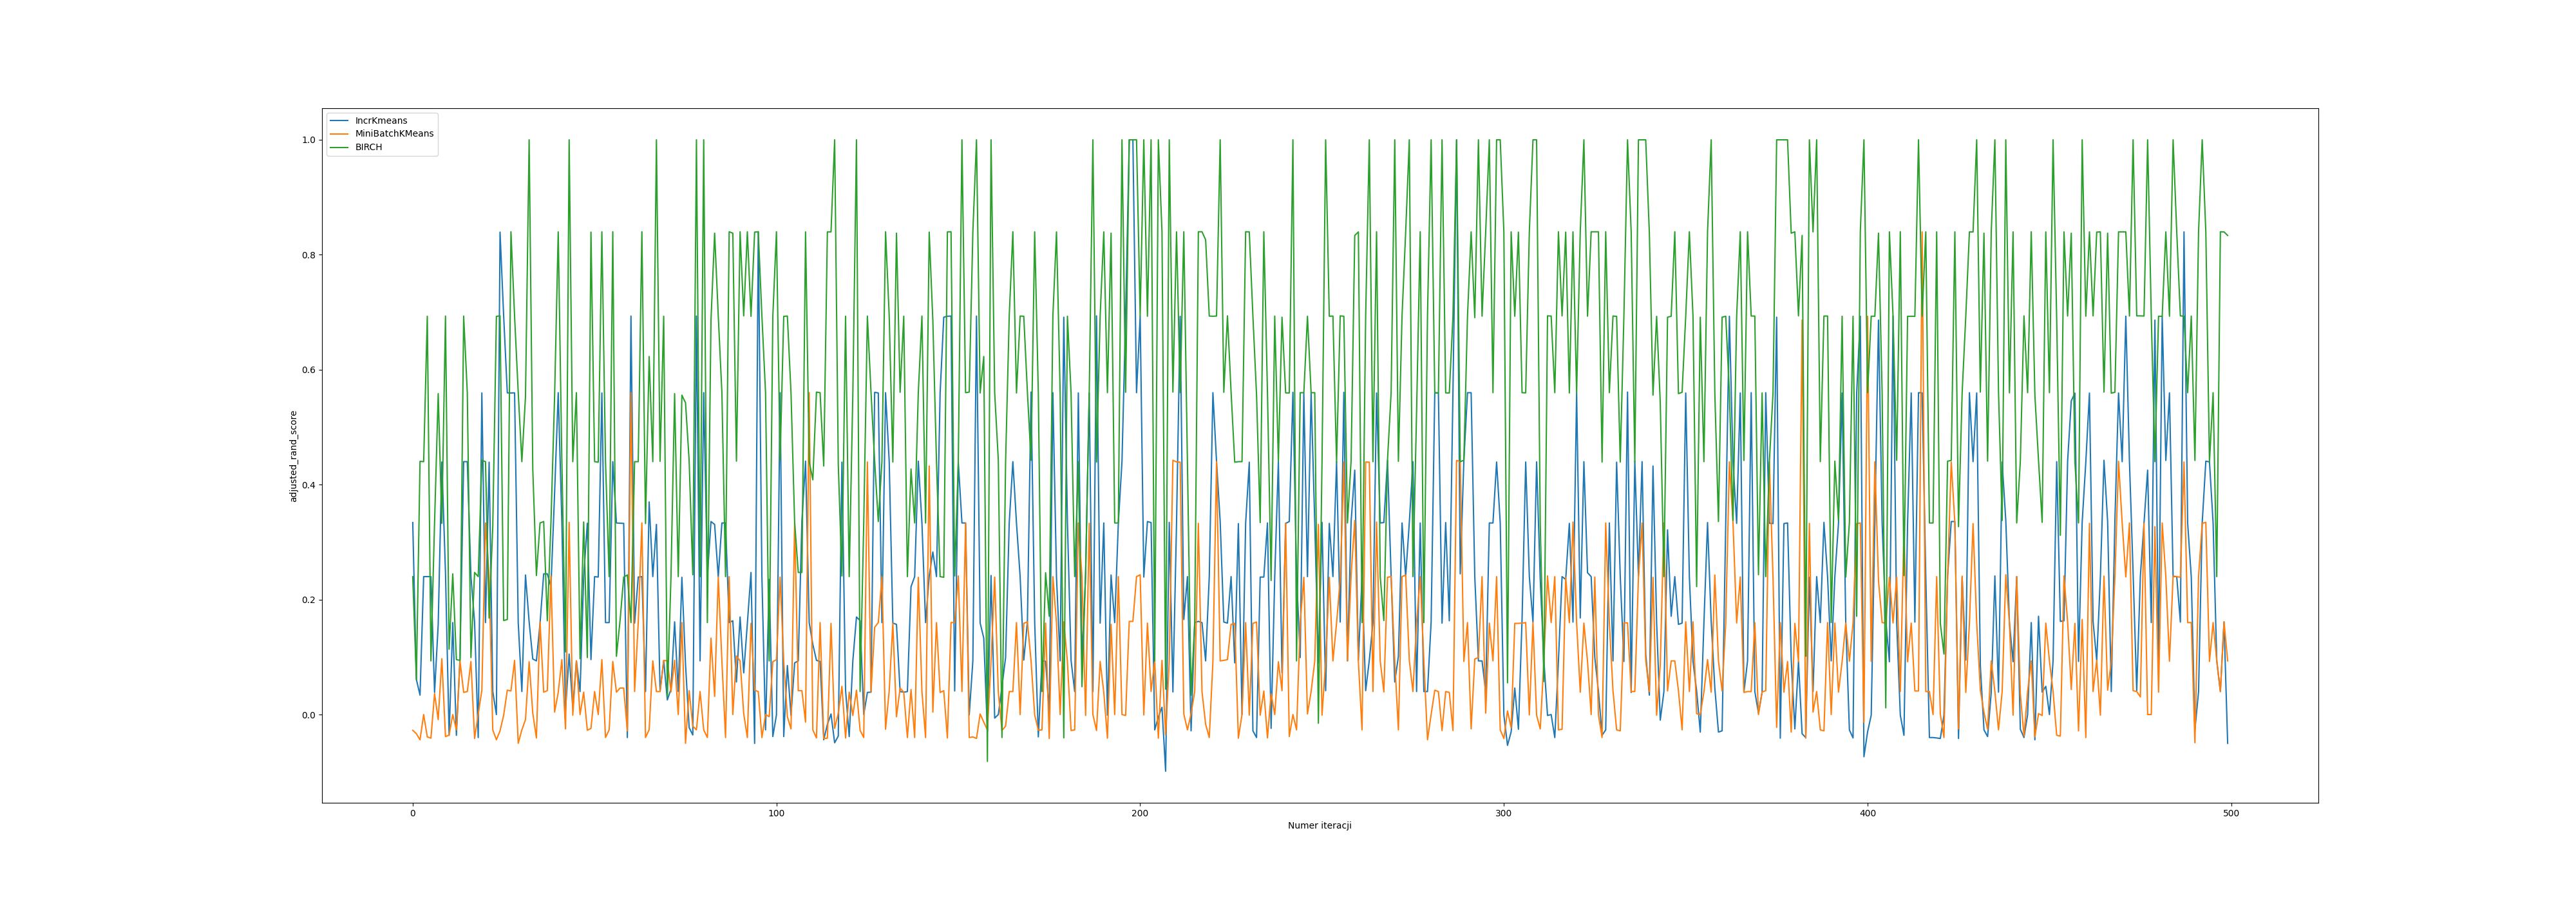 IncrKmeans
MiniBatchKMeans
BIRCH
1.0
0.8
0.6
0.4
0.2
0.0
adjusted_rand_score
0 100 200 300 400 500
Numer iteracji